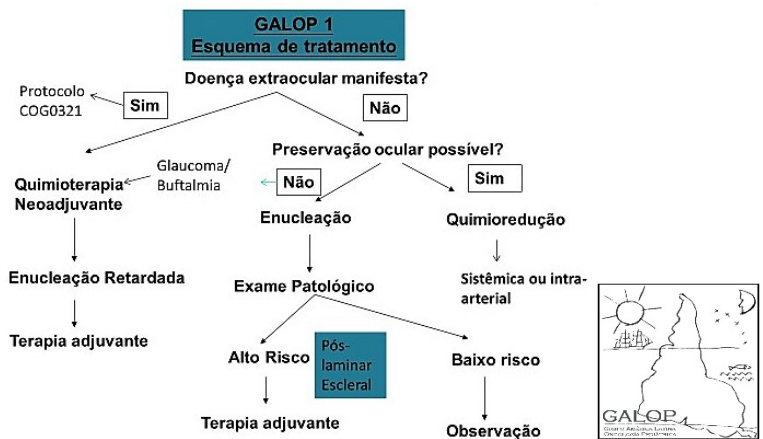 GALOP 1
Esquema de tratamento
Doença extraocular manifesta?
Protocolo
COG0321
Sim
Não
Preservação ocular possível?
Glaucoma/
Buftalmia
Não
Sim
Quimioterapia
Neoadjuvante
Enucleação
Quimioredução
Enucleação Retardada
Exame Patológico
Sistêmica ou intra-
arterial
Terapia adjuvante
Alto Risco
Pós-
laminar
Escleral
Baixo risco
Terapia adjuvante
Observação
GALOP